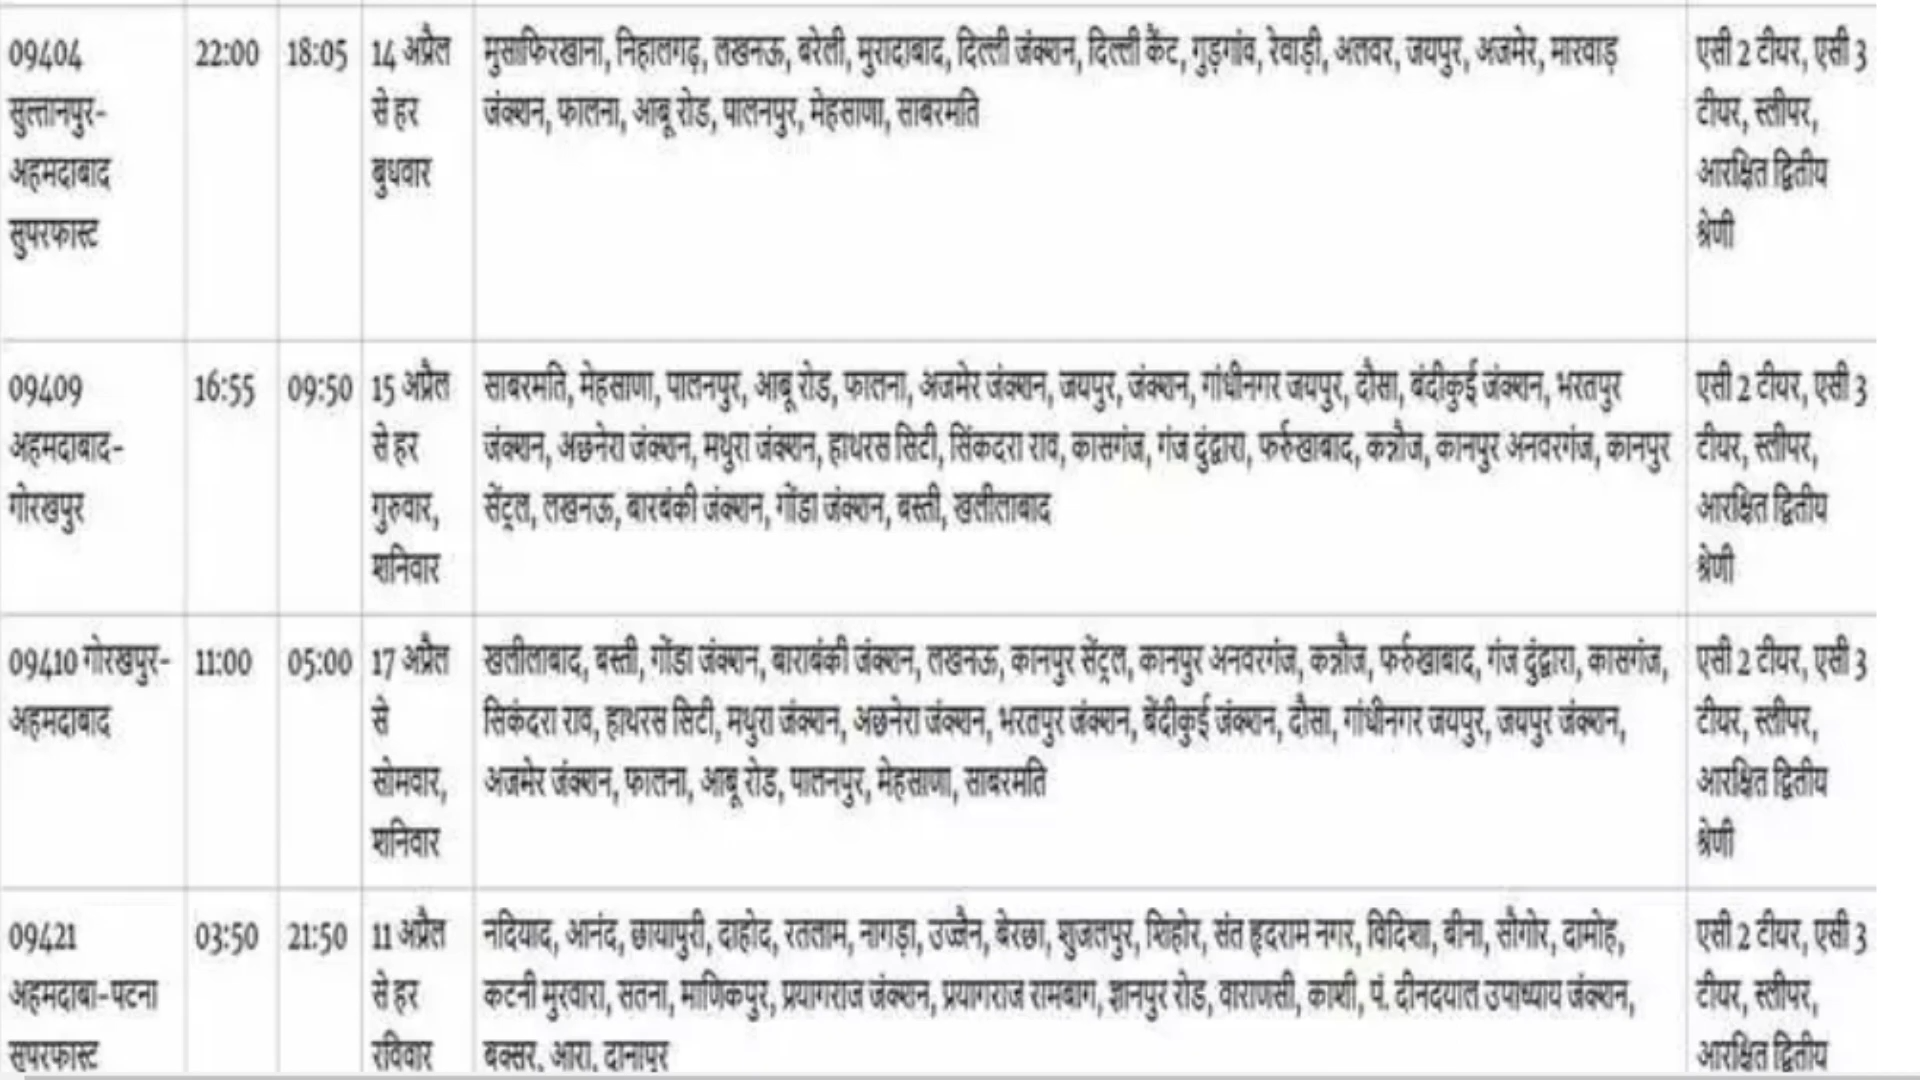 09404 22:00 18:05 14 अप्रैल मुसाफिरखाना, निहालगढ़, लखनऊ, बरेली, मुरादाबाद, दिल्ली जंक्शन, दिल्ली कैंट, गुड़गांव, रेवाड़ी, अलवर, जयपुर, अजमेर, मारवाड़ एसी 2 टीयर, एसी 3
सुल्तानपुर- से हर जंक्शन, फालना, आबू रोड, पालनपुर, मेहसाणा, साबरमति टीयर, स्लीपर,
अहमदाबाद बुधवार आरक्षित द्वितीय
सुपरफास्ट श्रेणी
09409 16:55 09:50 15 अप्रैल साबरमति, मेहसाणा, पालनपुर, आबू रोड, फालना, अजमेर जंक्शन, जयपुर, जंक्शन, गांधीनगर जयपुर, दौसा, बंदीकुई जंक्शन, भरतपुर एसी 2 टीयर, एसी 3
अहमदाबाद- से हर जंक्शन, अछनेरा जंक्शन, मथुरा जंक्शन, हाथरस सिटी, सिंकदरा राव, कासगंज, गंज दुंद्वारा, फर्रुखाबाद, कन्नौज, कानपुर अनवरगंज, कानपुर टीयर, स्लीपर,
गोरखपुर गुरुवार, सेंट्रल, लखनऊ, बारबंकी जंक्शन, गोंडा जंक्शन, बस्ती, खलीलाबाद आरक्षित द्वितीय
शनिवार श्रेणी
09410 गोरखपुर- 11:00 05:00 17 अप्रैल खलीलाबाद, बस्ती, गोंडा जंक्शन, बाराबंकी जंक्शन, लखनऊ, कानपुर सेंट्रल, कानपुर अनवरगंज, कन्नौज, फर्रुखाबाद, गंज दुंद्वारा, कासगंज, एसी 2 टीयर, एसी 3
अहमदाबाद से सिकंदरा राव, हाथरस सिटी, मथुरा जंक्शन, अछनेरा जंक्शन, भरतपुर जंक्शन, बेंदीकुई जंक्शन, दौसा, गांधीनगर जयपुर, जयपुर जंक्शन, टीयर, स्लीपर,
सोमवार, अजमेर जंक्शन, फालना, आबू रोड, पालनपुर, मेहसाणा, साबरमति आरक्षित द्वितीय
शनिवार श्रेणी
09421 03:50 21:50 11 अप्रैल नदियाद, आनंद, छायापुरी, दाहोद, रतलाम, नागड़ा, उज्जैन, बेरछा, शुजलपुर, शिहोर, संत हृदराम नगर, विदिशा, बीना, सौगोर, दामोह, एसी 2 टीयर, एसी 3
अहमदाबा-पटना से हर कटनी मुरवारा, सतना, माणिकपुर, प्रयागराज जंक्शन, प्रयागराज रामबाग, ज्ञानपुर रोड, वाराणसी, काशी, पं. दीनदयाल उपाध्याय जंक्शन, टीयर, स्लीपर,
सुपरफास्ट रविवार बक्सर, आरा, दानापुर आरक्षित द्वितीय